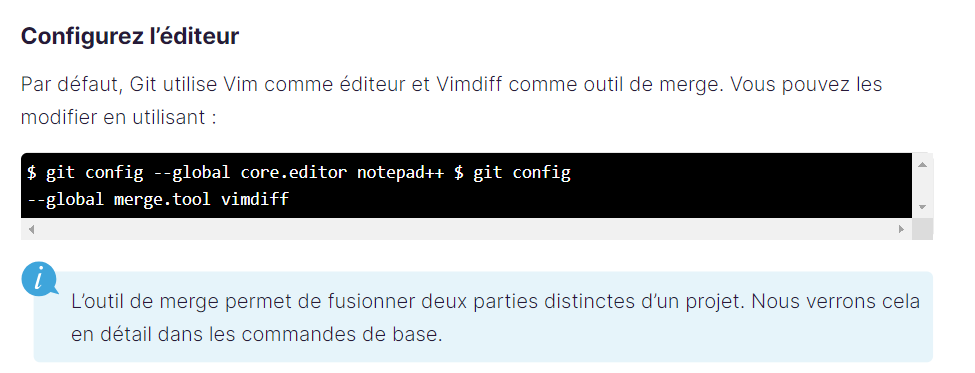 Configurez l’éditeur
Par défaut, Git utilise Vim comme éditeur et Vimdiff comme outil de merge. Vous pouvez les
modifier en utilisant :
$ git config --global core.editor notepad++ $ git config
--global merge.tool vimdiff
i
L’outil de merge permet de fusionner deux parties distinctes d’un projet. Nous verrons cela
en détail dans les commandes de base.